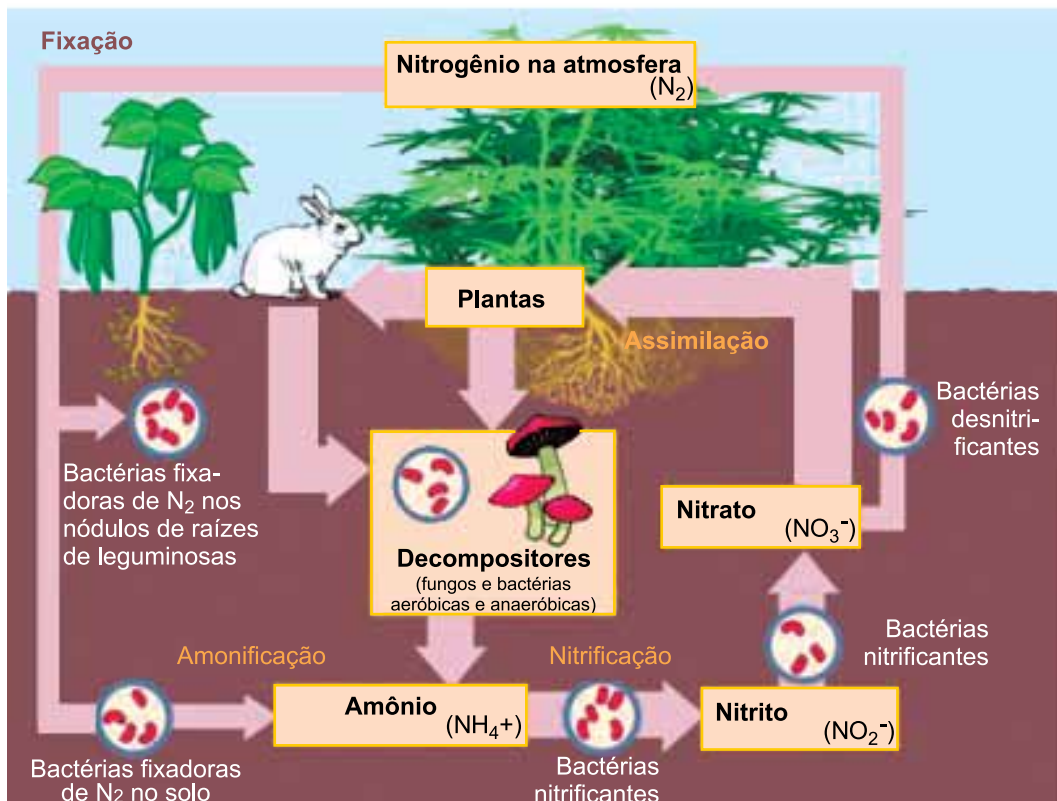 Fixação
Nitrogênio na atmosfera
(N₂)
Plantas
Assimilação
Bactérias
desnitri-
ficantes
Bactérias fixa-
doras de N₂ nos
nódulos de raízes
de leguminosas
Nitrato
(NO₃⁻)
Decompositores
(fungos e bactérias
aeróbicas e anaeróbicas)
Bactérias
nitrificantes
Amonificação
Nitrificação
Amônio
(NH₄+)
Nitrito
(NO₂⁻)
Bactérias fixadoras
de N₂ no solo
Bactérias
nitrificantes